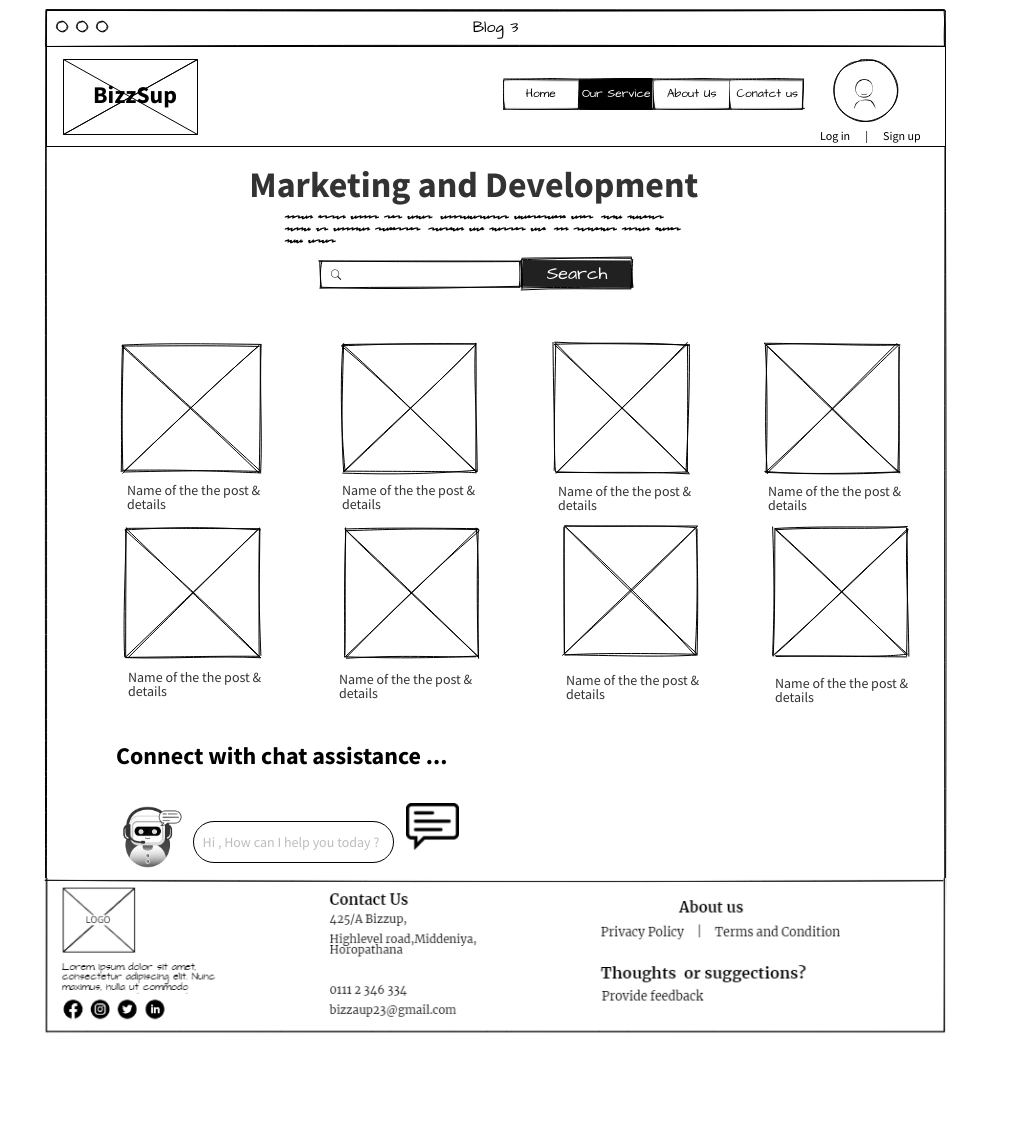 Blog 3
BizzSup
Home
Our Service
About Us
Conatct us
Log in | Sign up
Marketing and Development
Search
Name of the the post &
details
Name of the the post &
details
Name of the the post &
details
Name of the the post &
details
Name of the the post &
details
Name of the the post &
details
Name of the the post &
details
Name of the the post &
details
Connect with chat assistance ...
Hi , How can I help you today ?
LOGO
Lorem ipsum dolor sit amet,
consectetur adipiscing elit. Nunc
maximus, nulla ut commodo
Contact Us
425/A Bizzup,
Highlevel road,Middeniya,
Horopathana
0111 2 346 334
bizzaup23@gmail.com
About us
Privacy Policy | Terms and Condition
Thoughts or suggestions?
Provide feedback